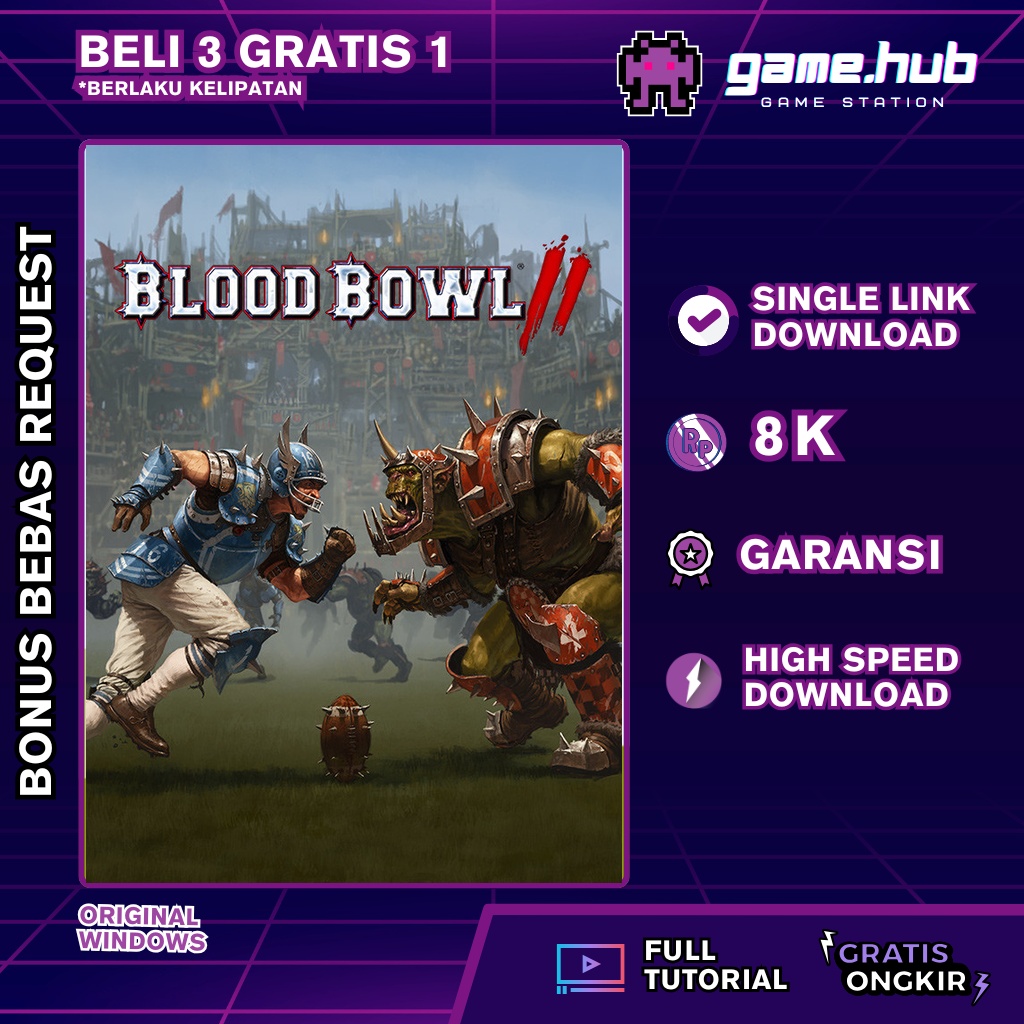 BELI 3 GRATIS 1
*BERLAKU KELIPATAN
game.hub
GAME STATION
BONUS BEBAS REQUEST
BLOOD BOWL II
®
SINGLE LINK
DOWNLOAD
Rp 8K
GARANSI
HIGH SPEED
DOWNLOAD
ORIGINAL
WINDOWS
FULL
TUTORIAL
GRATIS
ONGKIR